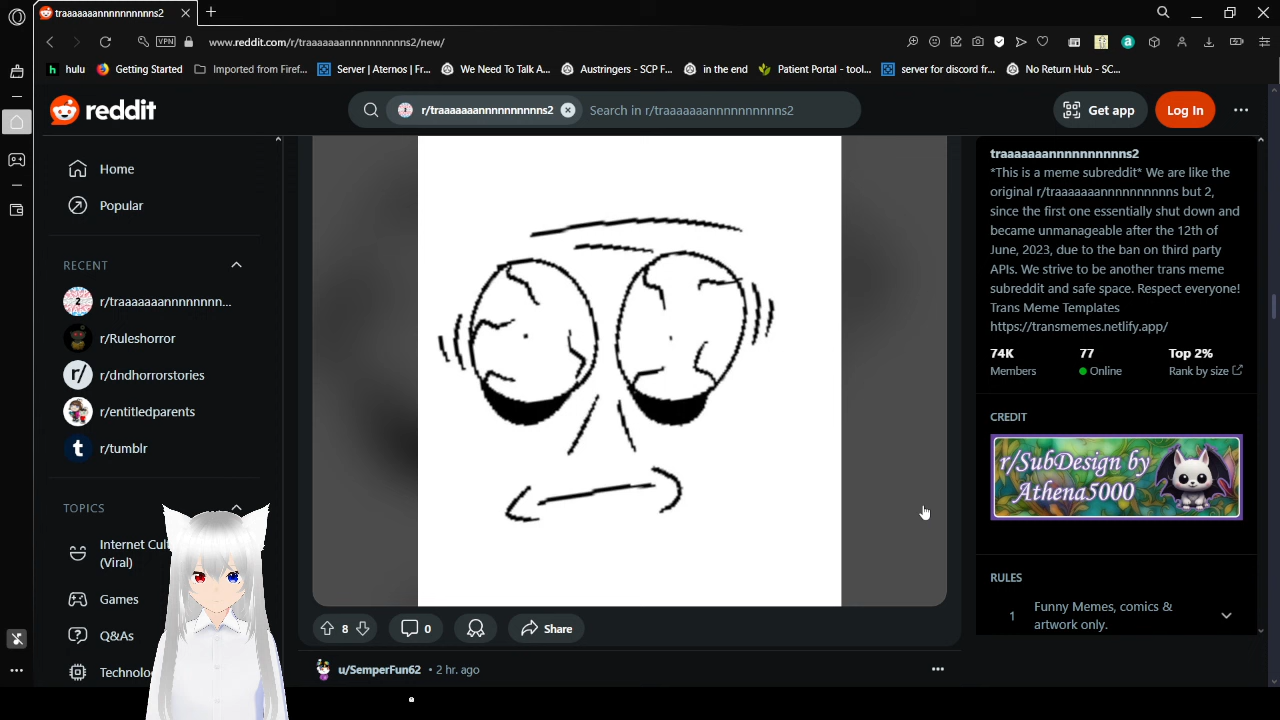 traaaaaaannnnnnnnnns2
VPN
www.reddit.com/r/traaaaaaannnnnnnnnns2/new/
hulu
Getting Started
Imported from Firef...
Server | Aternos | Fr...
We Need To Talk A...
Austringers - SCP F...
in the end
Patient Portal - tool...
server for discord fr...
No Return Hub - SC...
reddit
r/traaaaaaannnnnnnnnns2
Search in r/traaaaaaannnnnnnnnns2
Get app
Log In
Home
Popular
RECENT
r/traaaaaaannnnnnnn...
r/Ruleshorror
r/dndhorrorstories
r/entitledparents
r/tumblr
TOPICS
Internet Cul
(Viral)
Games
Q&As
Technolo
8
0
Share
u/SemperFun62 • 2 hr. ago
traaaaaaannnnnnnnnns2
*This is a meme subreddit* We are like the
original r/traaaaaaannnnnnnnnns but 2,
since the first one essentially shut down and
became unmanageable after the 12th of
June, 2023, due to the ban on third party
APIs. We strive to be another trans meme
subreddit and safe space. Respect everyone!
Trans Meme Templates
https://transmemes.netlify.app/
74K
Members
77
Online
Top 2%
Rank by size
CREDIT
r/SubDesign by
Athena5000
RULES
1
Funny Memes, comics &
artwork only.